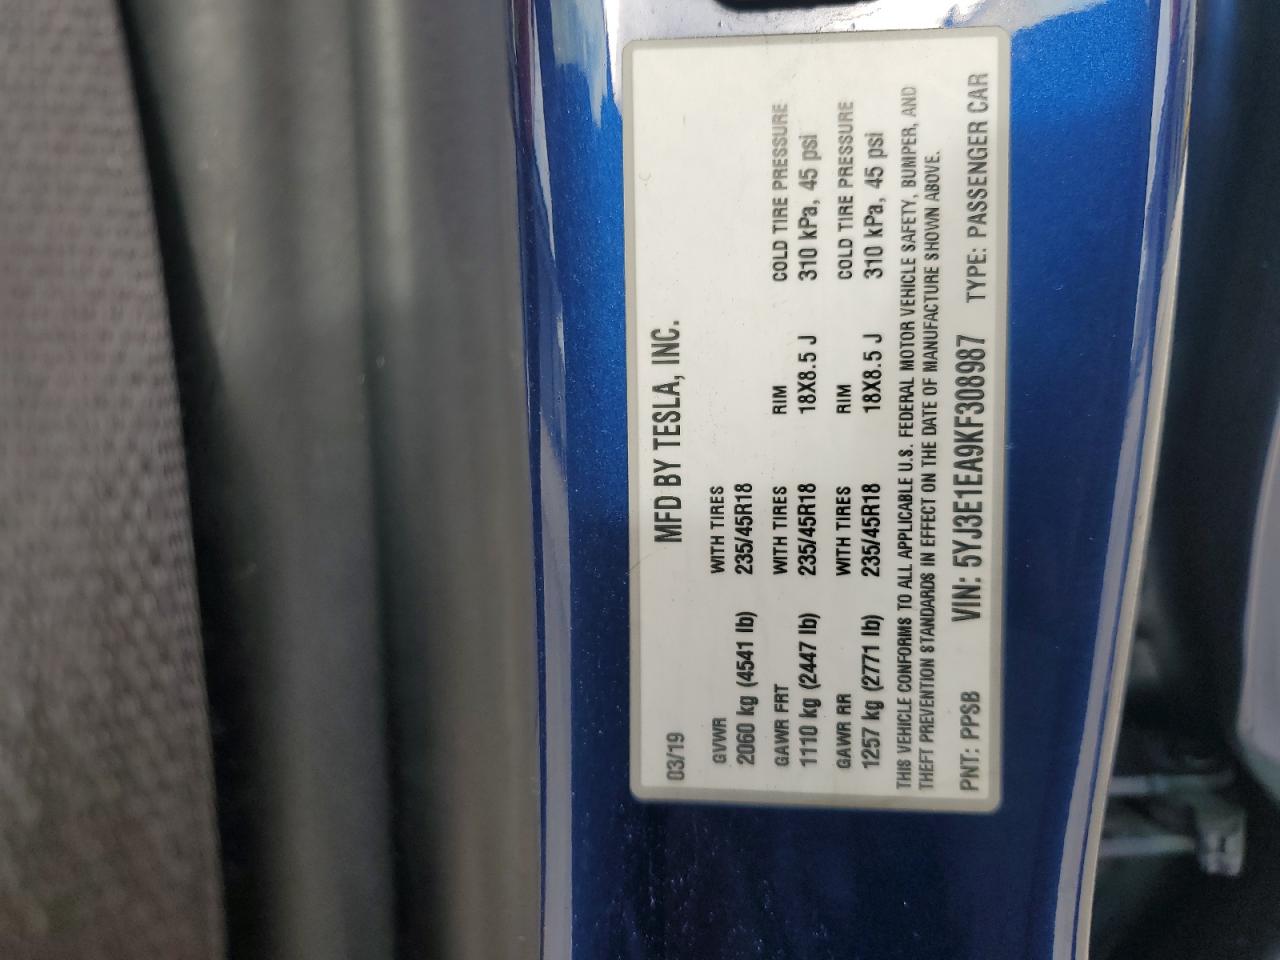 MFD BY TESLA, INC.
03/19
GVWR WITH TIRES
2060 kg (4541 lb) 235/45R18
GAWR FRT WITH TIRES RIM COLD TIRE PRESSURE
1110 kg (2447 lb) 235/45R18 18X8.5 J 310 kPa, 45 psi
GAWR RR WITH TIRES RIM COLD TIRE PRESSURE
1257 kg (2771 lb) 235/45R18 18X8.5 J 310 kPa, 45 psi
THIS VEHICLE CONFORMS TO ALL APPLICABLE U.S. FEDERAL MOTOR VEHICLE SAFETY, BUMPER, AND
THEFT PREVENTION STANDARDS IN EFFECT ON THE DATE OF MANUFACTURE SHOWN ABOVE.
PNT: PPSB VIN: 5YJ3E1EA9KF308987 TYPE: PASSENGER CAR